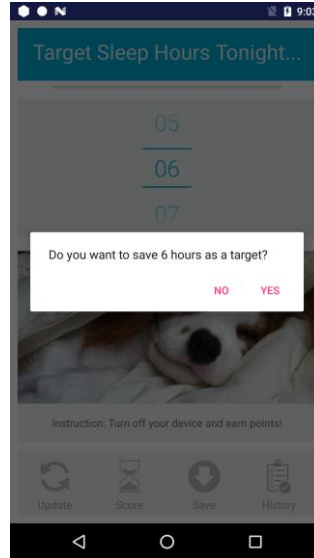 9:03
Target Sleep Hours Tonight...
05
06
07
Do you want to save 6 hours as a target?
NO YES
Instruction: Turn off your device and earn points!
Update Score Save History